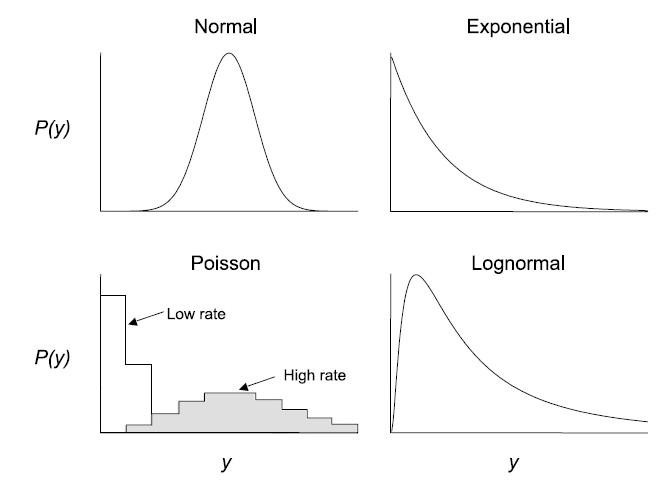 Normal
Exponential
P(y)
Poisson
Lognormal
Low rate
P(y)
High rate
y
y